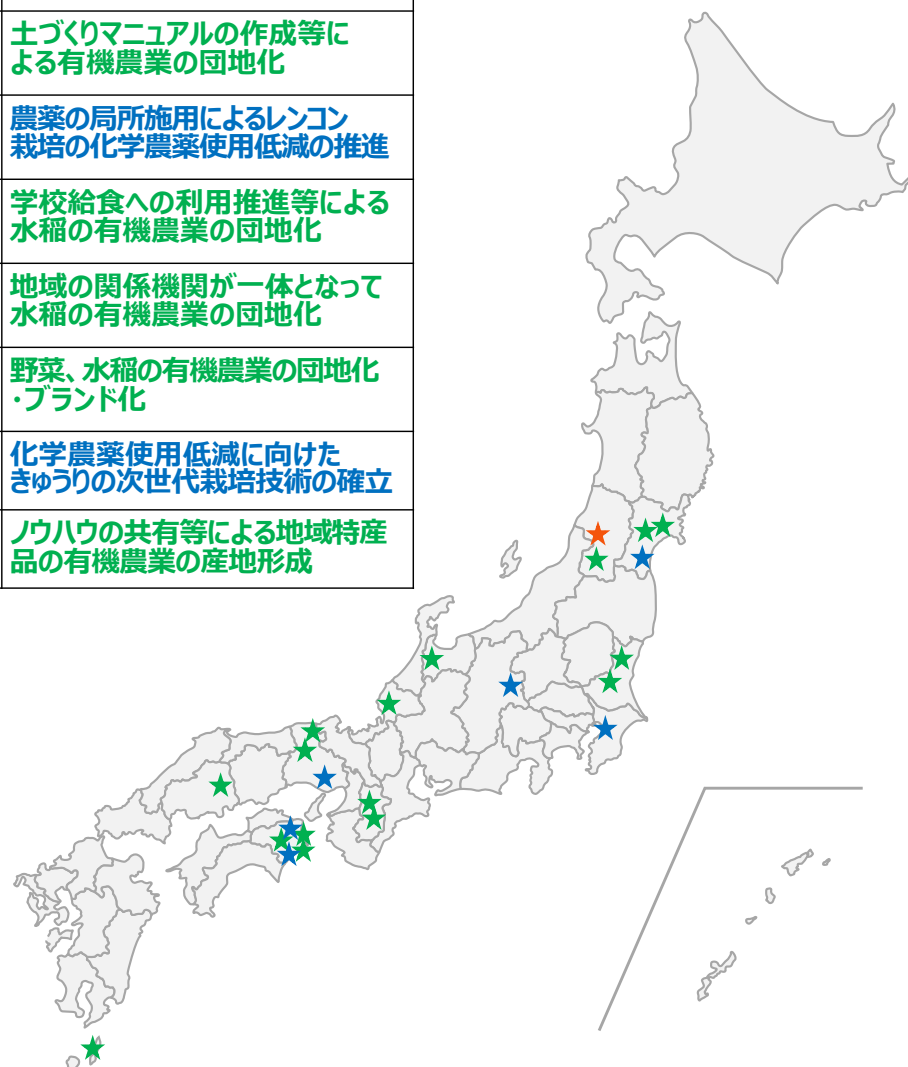 土づくりマニュアルの作成等に
よる有機農業の団地化
農薬の局所施用によるレンコン
栽培の化学農薬使用低減の推進
学校給食への利用推進等による
水稲の有機農業の団地化
地域の関係機関が一体となって
水稲の有機農業の団地化
野菜、水稲の有機農業の団地化
・ブランド化
化学農薬使用低減に向けた
きゅうりの次世代栽培技術の確立
ノウハウの共有等による地域特産
品の有機農業の産地形成